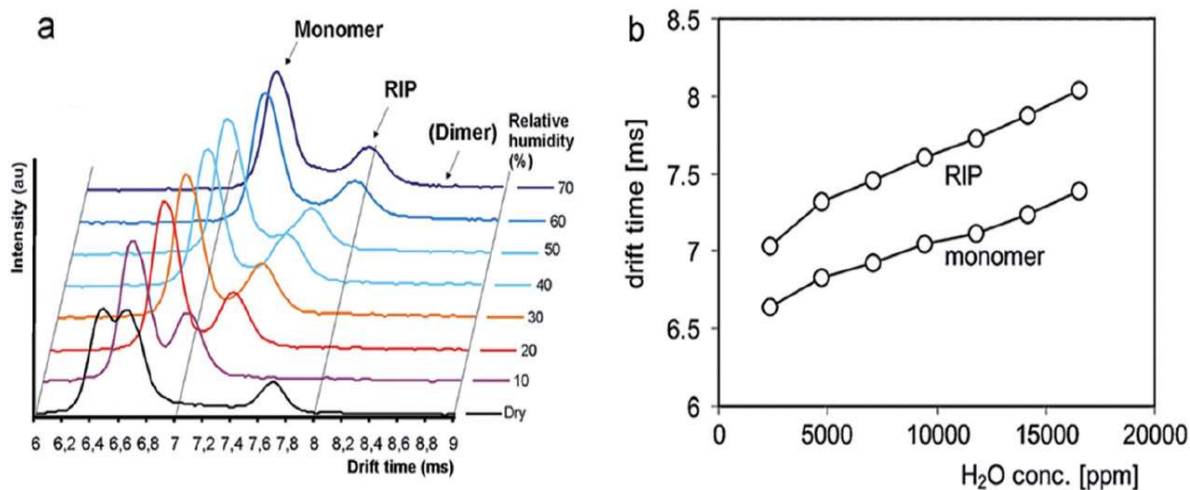 a
Monomer
RIP
(Dimer)
Relative
humidity
(%)
70
60
50
40
30
20
10
Dry
Intensity (au)
6 6,2 6,4 6,6 6,8 7 7,2 7,4 7,6 7,8 8 8,2 8,4 8,6 8,8 9
Drift time (ms)
b
8.5
8
7.5
7
6.5
6
drift time [ms]
RIP
monomer
0 5000 10000 15000 20000
H₂O conc. [ppm]